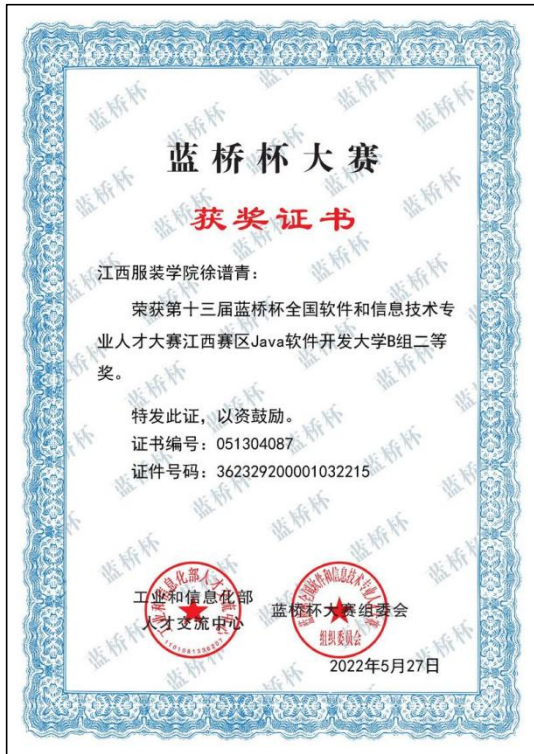 蓝桥杯大赛
获奖证书
江西服装学院徐谱青：
荣获第十三届蓝桥杯全国软件和信息技术专
业人才大赛江西赛区Java软件开发大学B组二等
奖。
特发此证，以资鼓励。
证书编号：051304087
证件号码：362329200001032215
工业和信息化部
人才交流中心
蓝桥杯大赛组委会
组织委员会
2022年5月27日